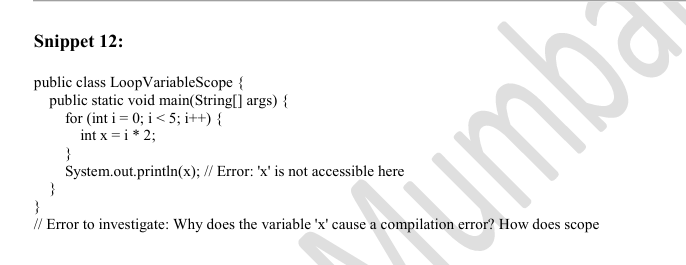 Snippet 12:
public class LoopVariableScope {
public static void main(String[] args) {
for (int i = 0; i < 5; i++) {
int x = i * 2;
}
System.out.println(x); // Error: 'x' is not accessible here
}
}
// Error to investigate: Why does the variable 'x' cause a compilation error? How does scope
Mumbai